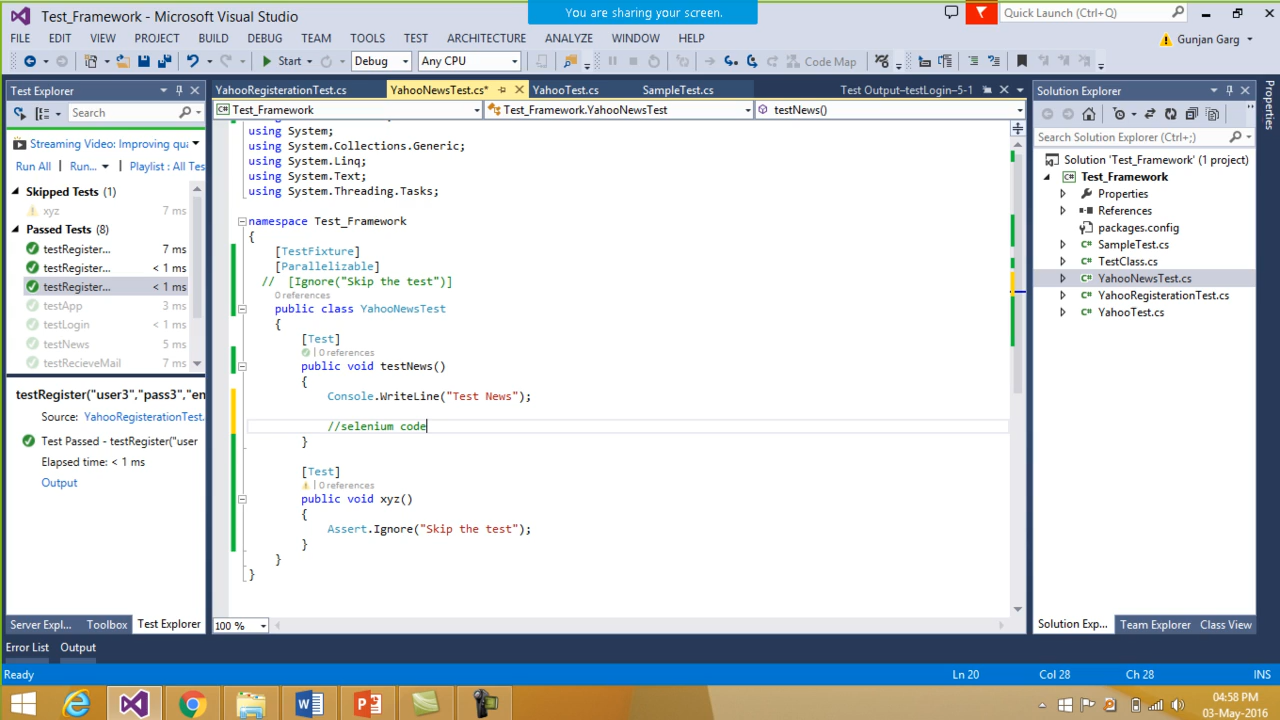 Test_Framework - Microsoft Visual Studio
You are sharing your screen.
Quick Launch (Ctrl+Q)
FILE EDIT VIEW PROJECT BUILD DEBUG TEAM TOOLS TEST ARCHITECTURE ANALYZE WINDOW HELP
Gunjan Garg
Start Debug Any CPU Code Map
Test Explorer
Search
Streaming Video: Improving qua
Run All Run... Playlist : All Tes
Skipped Tests (1)
xyz 7 ms
Passed Tests (8)
testRegister... 7 ms
testRegister... < 1 ms
testRegister... < 1 ms
testApp 3 ms
testLogin < 1 ms
testNews 5 ms
testRecieveMail 7 ms
testRegister("user3","pass3","en
Source: YahooRegisterationTest.
Test Passed - testRegister("user
Elapsed time: < 1 ms
Output
Server Expl... Toolbox Test Explorer
YahooRegisterationTest.cs YahooNewsTest.cs* YahooTest.cs SampleTest.cs Test Output-testLogin-5-1
Test_Framework Test_Framework.YahooNewsTest testNews()
using System;
using System.Collections.Generic;
using System.Linq;
using System.Text;
using System.Threading.Tasks;
namespace Test_Framework
{
[TestFixture]
[Parallelizable]
// [Ignore("Skip the test")]
0 references
public class YahooNewsTest
{
[Test]
| 0 references
public void testNews()
{
Console.WriteLine("Test News");
//selenium code
}
[Test]
| 0 references
public void xyz()
{
Assert.Ignore("Skip the test");
}
}
}
100 %
Solution Explorer
Search Solution Explorer (Ctrl+;)
Solution 'Test_Framework' (1 project)
Test_Framework
Properties
References
packages.config
SampleTest.cs
TestClass.cs
YahooNewsTest.cs
YahooRegisterationTest.cs
YahooTest.cs
Solution Exp... Team Explorer Class View
Properties
Error List Output
Ready Ln 20 Col 28 Ch 28 INS
04:58 PM
03-May-2016